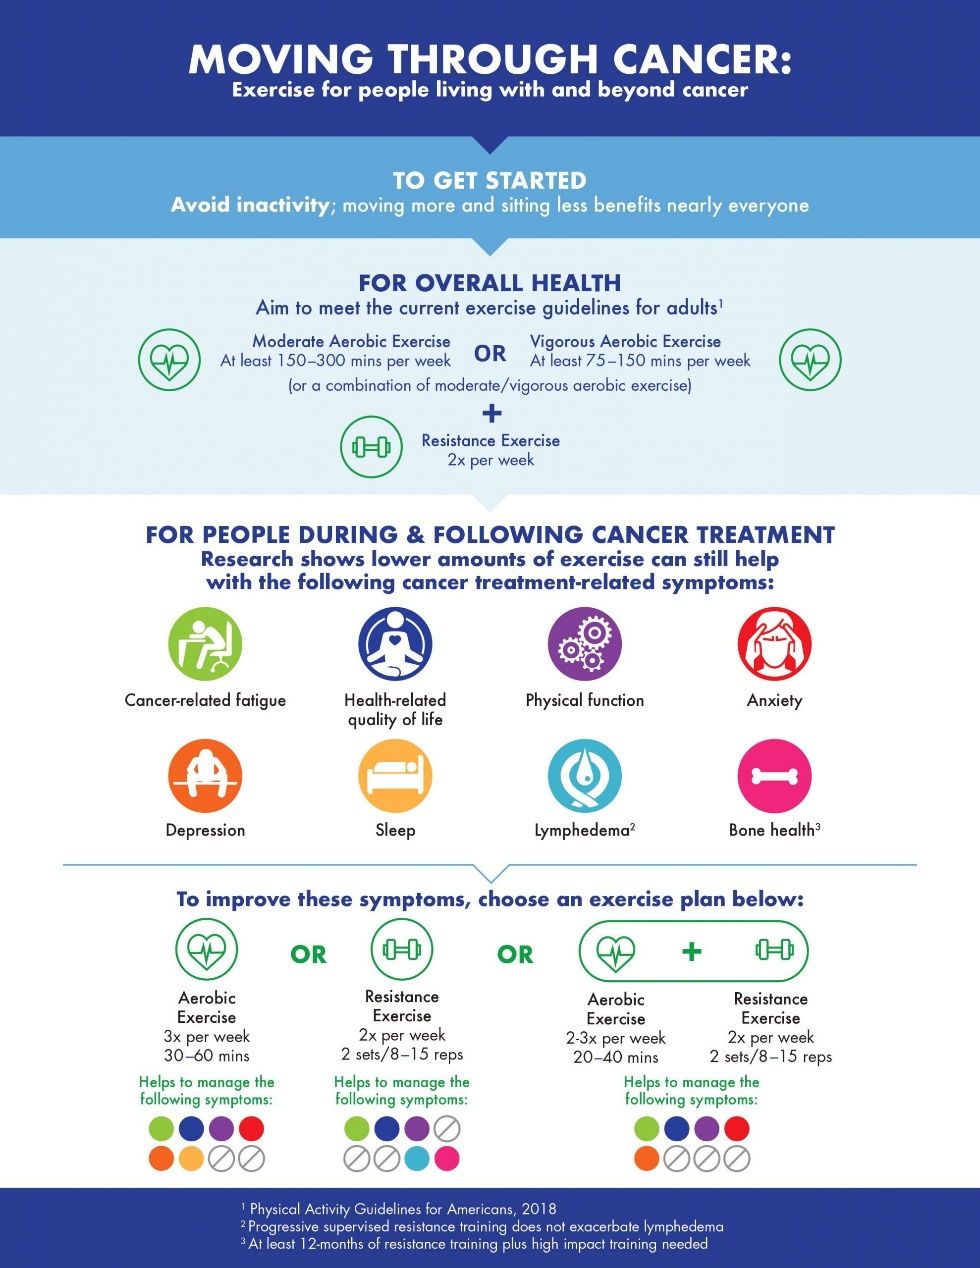 MOVING THROUGH CANCER:
Exercise for people living with and beyond cancer
TO GET STARTED
Avoid inactivity; moving more and sitting less benefits nearly everyone
FOR OVERALL HEALTH
Aim to meet the current exercise guidelines for adults¹
Moderate Aerobic Exercise
At least 150–300 mins per week
OR
Vigorous Aerobic Exercise
At least 75–150 mins per week
(or a combination of moderate/vigorous aerobic exercise)
+
Resistance Exercise
2x per week
FOR PEOPLE DURING & FOLLOWING CANCER TREATMENT
Research shows lower amounts of exercise can still help
with the following cancer treatment-related symptoms:
Cancer-related fatigue
Health-related
quality of life
Physical function
Anxiety
Depression
Sleep
Lymphedema²
Bone health³
To improve these symptoms, choose an exercise plan below:
Aerobic
Exercise
3x per week
30–60 mins
Helps to manage the
following symptoms:
OR
Resistance
Exercise
2x per week
2 sets/8–15 reps
Helps to manage the
following symptoms:
OR
+
Aerobic
Exercise
2-3x per week
20–40 mins
Resistance
Exercise
2x per week
2 sets/8–15 reps
Helps to manage the
following symptoms:
¹ Physical Activity Guidelines for Americans, 2018
² Progressive supervised resistance training does not exacerbate lymphedema
³ At least 12-months of resistance training plus high impact training needed